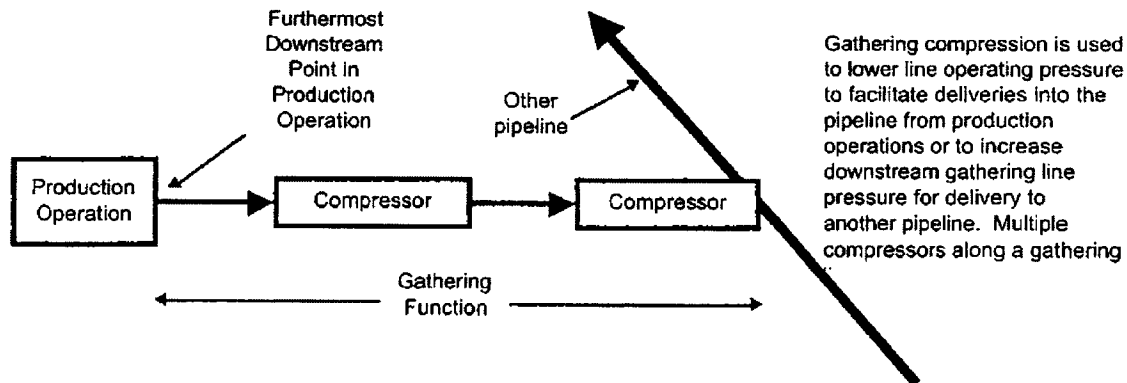 Furthermost
Downstream
Point in
Production
Operation
Other
pipeline
Production
Operation
Compressor
Compressor
Gathering
Function
Gathering compression is used
to lower line operating pressure
to facilitate deliveries into the
pipeline from production
operations or to increase
downstream gathering line
pressure for delivery to
another pipeline. Multiple
compressors along a gathering